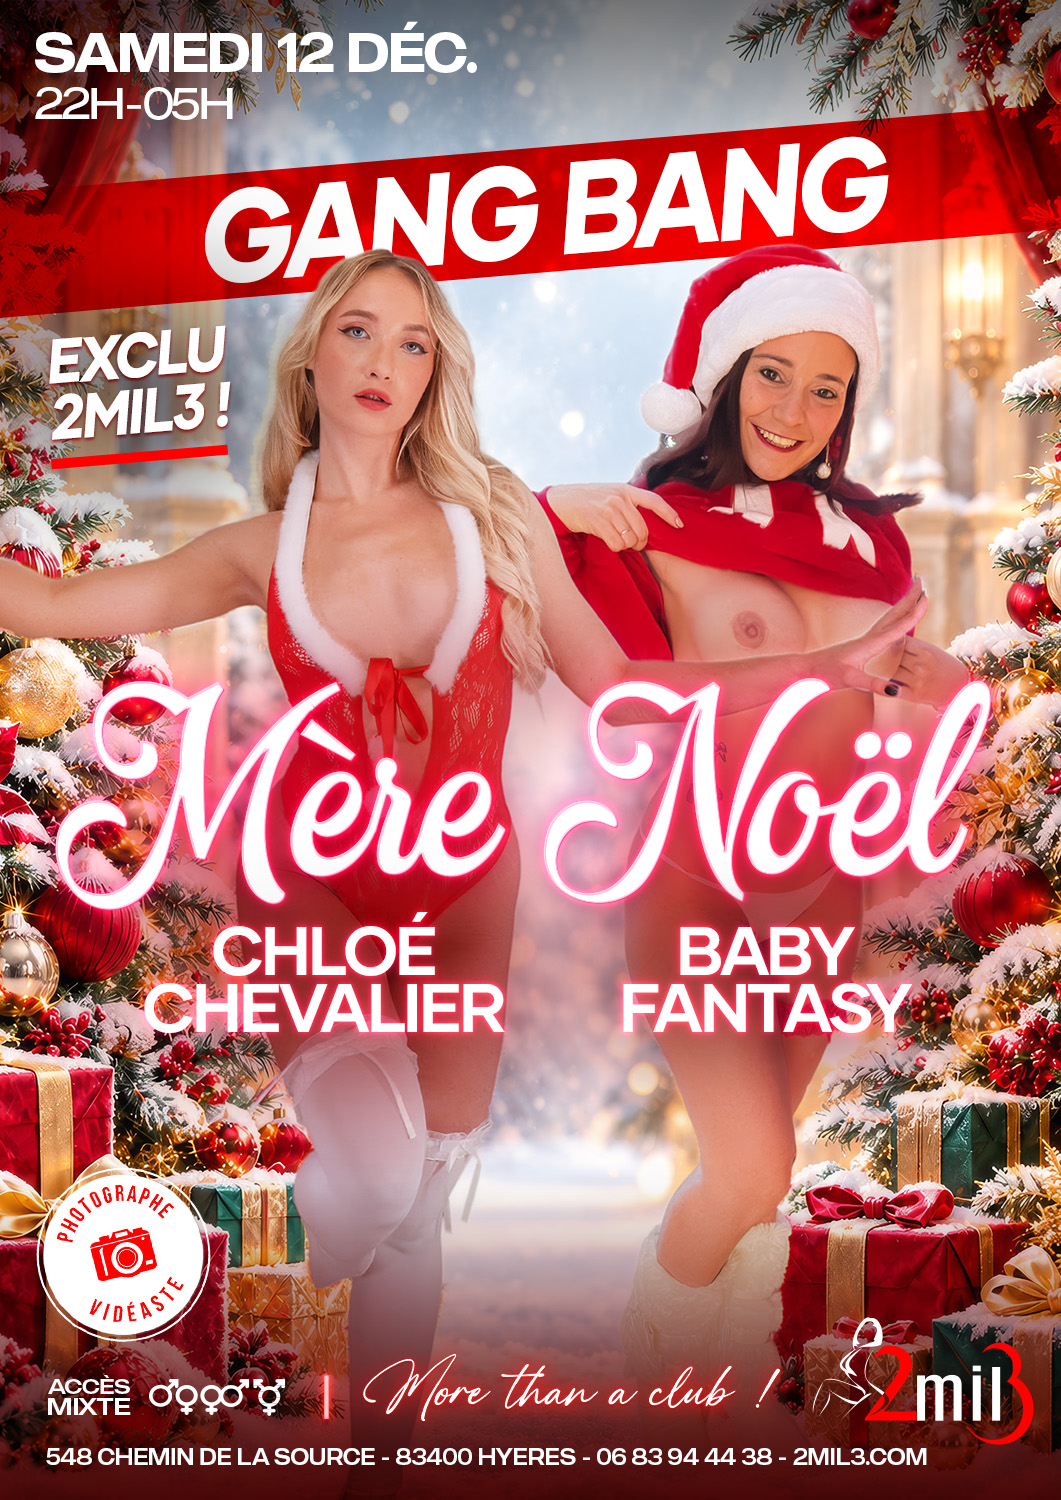 SAMEDI 12 DÉC.
22H-05H
GANG BANG
EXCLU
2MIL3 !
Mère Noël
CHLOÉ
CHEVALIER
BABY
FANTASY
PHOTOGRAPHE
VIDÉASTE
ACCÈS
MIXTE
More than a club !
2mil3
548 CHEMIN DE LA SOURCE - 83400 HYERES - 06 83 94 44 38 - 2MIL3.COM